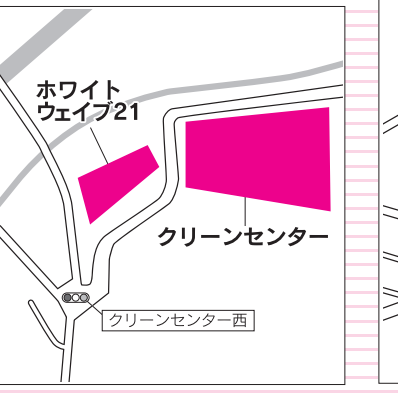 ホワイト
ウェイブ21
クリーンセンター
クリーンセンター西